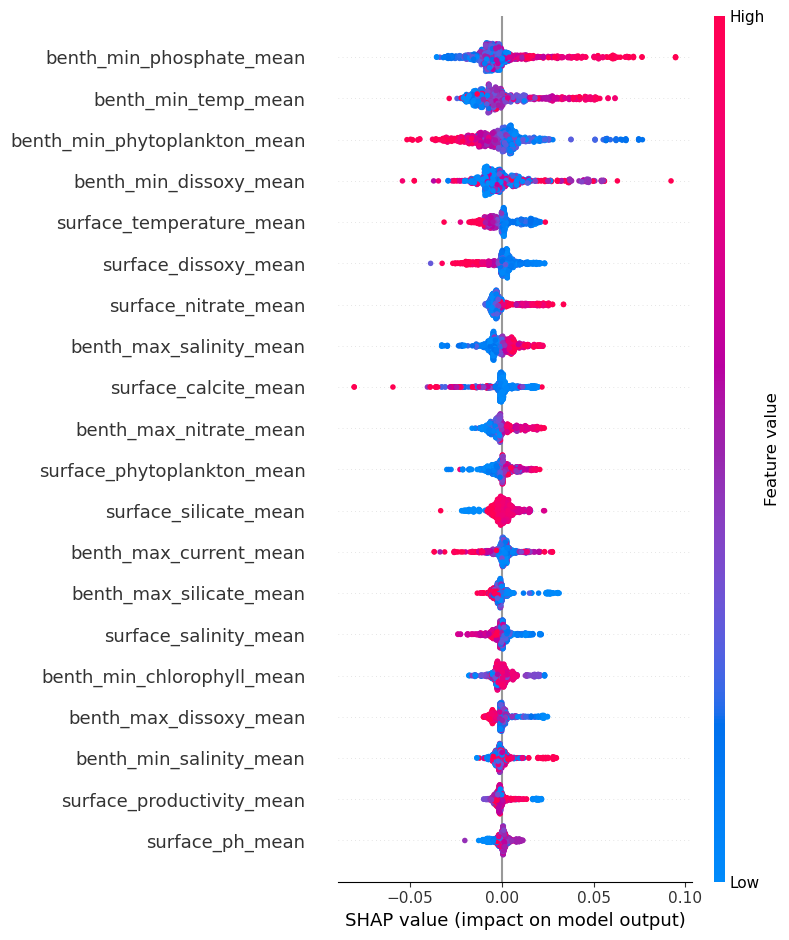 High
benth_min_phosphate_mean
benth_min_temp_mean
benth_min_phytoplankton_mean
benth_min_dissoxy_mean
surface_temperature_mean
surface_dissoxy_mean
surface_nitrate_mean
benth_max_salinity_mean
surface_calcite_mean
benth_max_nitrate_mean
surface_phytoplankton_mean
surface_silicate_mean
benth_max_current_mean
benth_max_silicate_mean
surface_salinity_mean
benth_min_chlorophyll_mean
benth_max_dissoxy_mean
benth_min_salinity_mean
surface_productivity_mean
surface_ph_mean
Feature value
Low
−0.05 0.00 0.05 0.10
SHAP value (impact on model output)